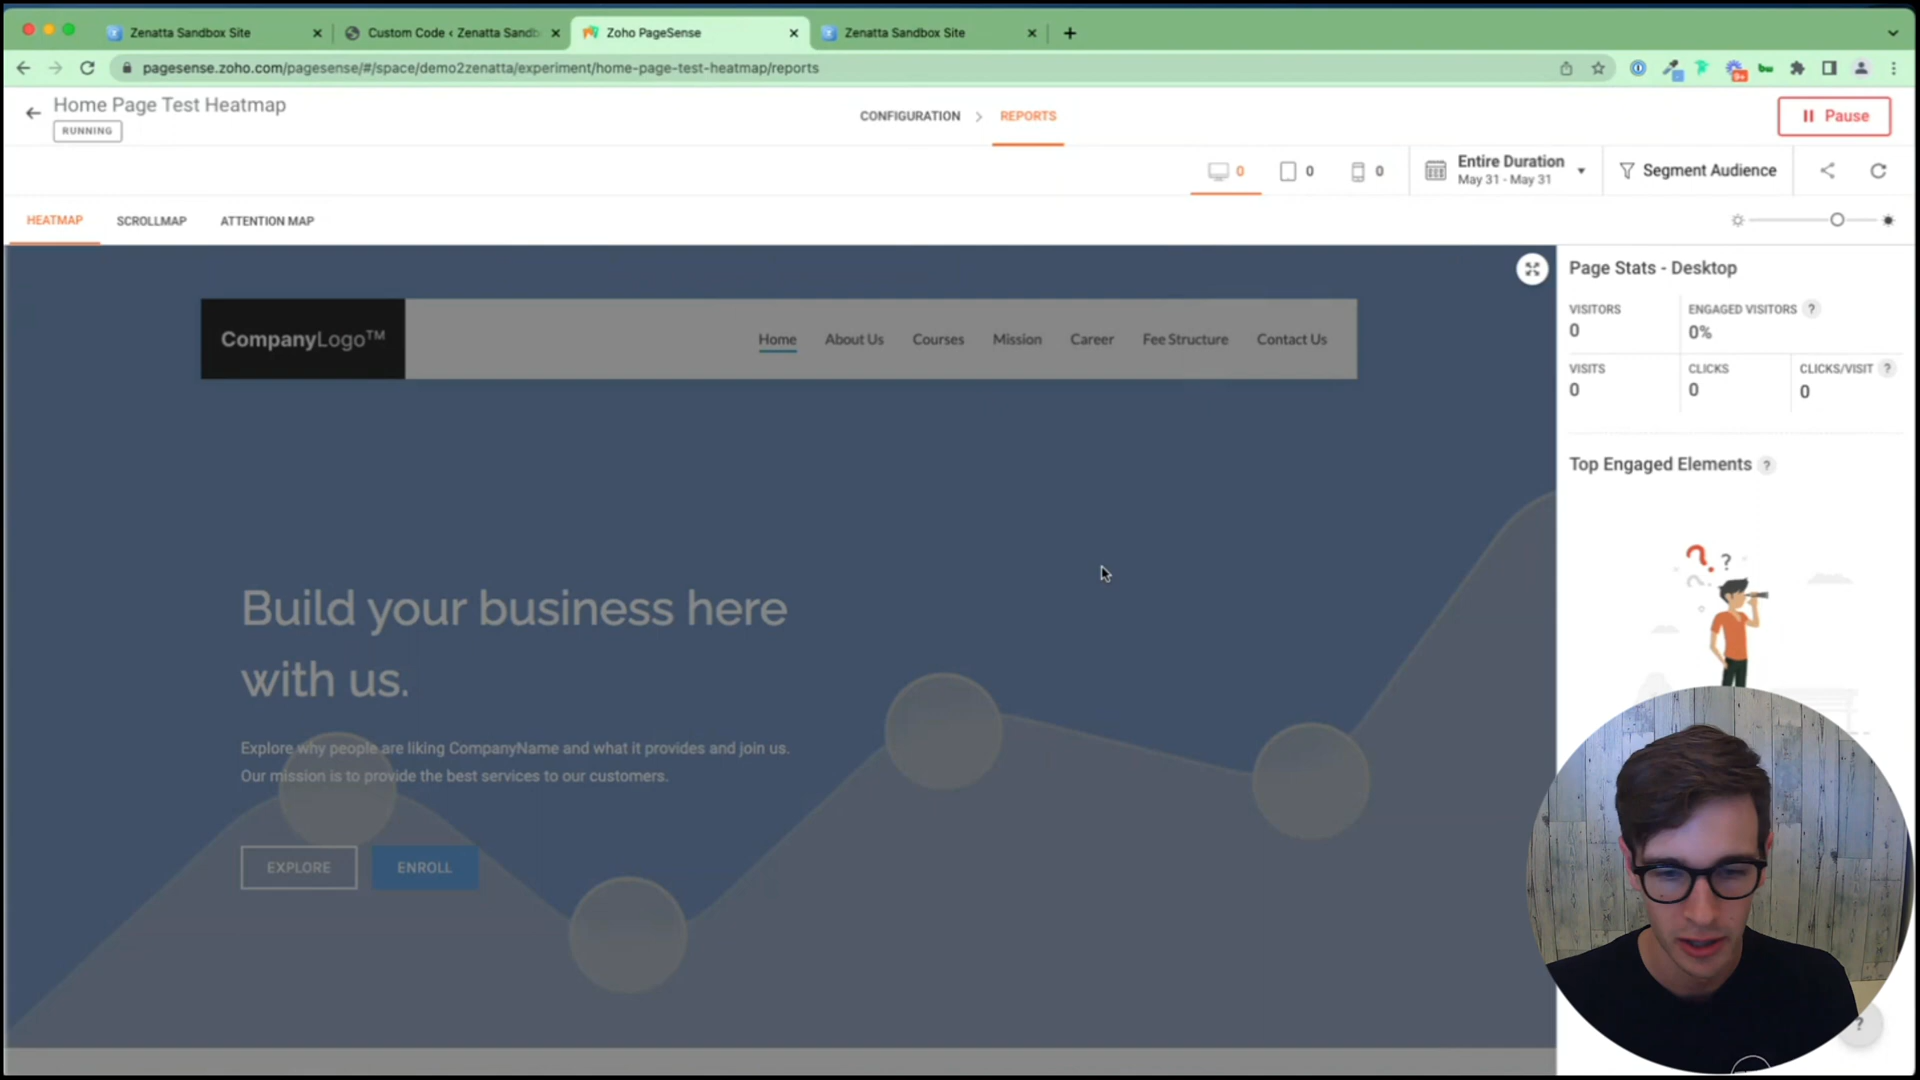 Zenatta Sandbox Site
Custom Code ‹ Zenatta Sandb
Zoho PageSense
Zenatta Sandbox Site
pagesense.zoho.com/pagesense/#/space/demo2zenatta/experiment/home-page-test-heatmap/reports
Home Page Test Heatmap
RUNNING
CONFIGURATION > REPORTS
Pause
0 0 0
Entire Duration
May 31 - May 31
Segment Audience
HEATMAP SCROLLMAP ATTENTION MAP
Page Stats - Desktop
VISITORS
0
ENGAGED VISITORS ?
0%
VISITS
0
CLICKS
0
CLICKS/VISIT ?
0
Top Engaged Elements ?
CompanyLogo™
Home About Us Courses Mission Career Fee Structure Contact Us
Build your business here
with us.
Explore why people are liking CompanyName and what it provides and join us.
Our mission is to provide the best services to our customers.
EXPLORE ENROLL
? ?
?